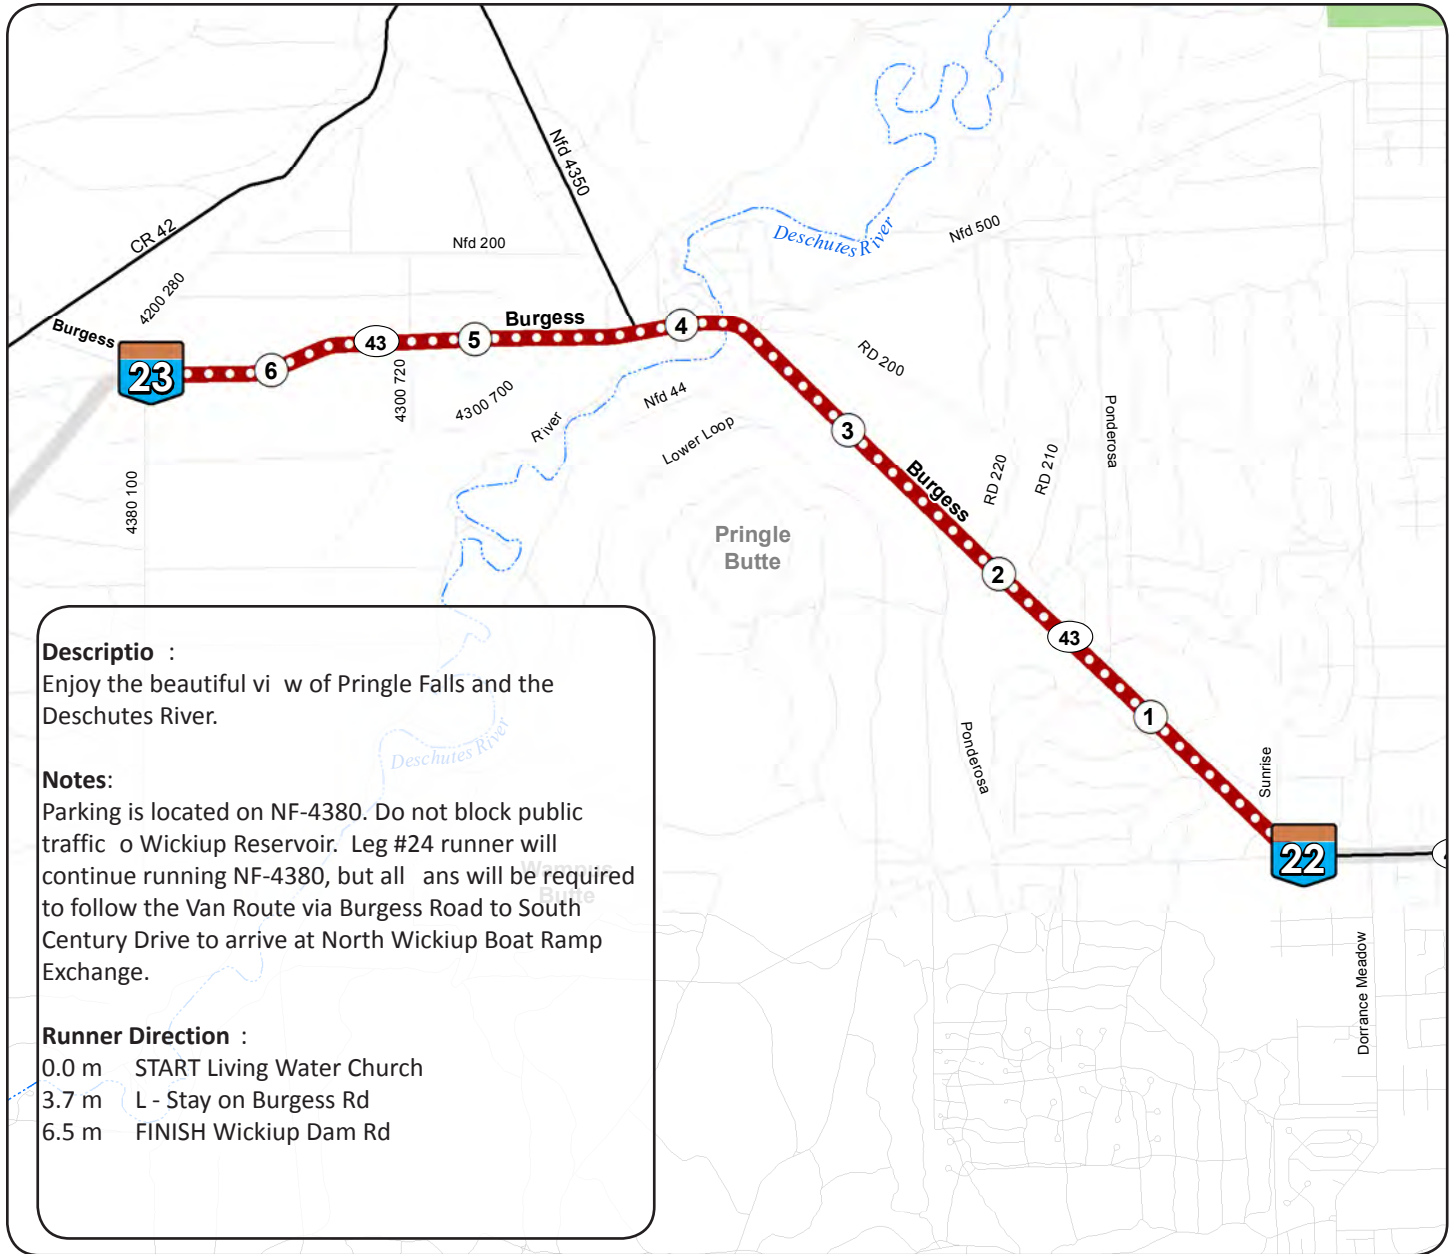 Nfd 4350
CR 42
Nfd 200
Deschutes River
Nfd 500
4200 280
Burgess
Burgess
23
6
43
5
4
4300 720
4300 700
River
Nfd 44
Lower Loop
RD 200
3
Burgess
Ponderosa
RD 220
RD 210
4380 100
Pringle
Butte
2
43
1
Ponderosa
Sunrise
22
Dorrance Meadow
Descriptio :
Enjoy the beautiful vi w of Pringle Falls and the
Deschutes River.
Deschutes River
Notes:
Parking is located on NF-4380. Do not block public
traffic o Wickiup Reservoir. Leg #24 runner will
continue running NF-4380, but all ans will be required
to follow the Van Route via Burgess Road to South
Century Drive to arrive at North Wickiup Boat Ramp
Exchange.
Wampus
Butte
Runner Direction :
0.0 m START Living Water Church
3.7 m L - Stay on Burgess Rd
6.5 m FINISH Wickiup Dam Rd